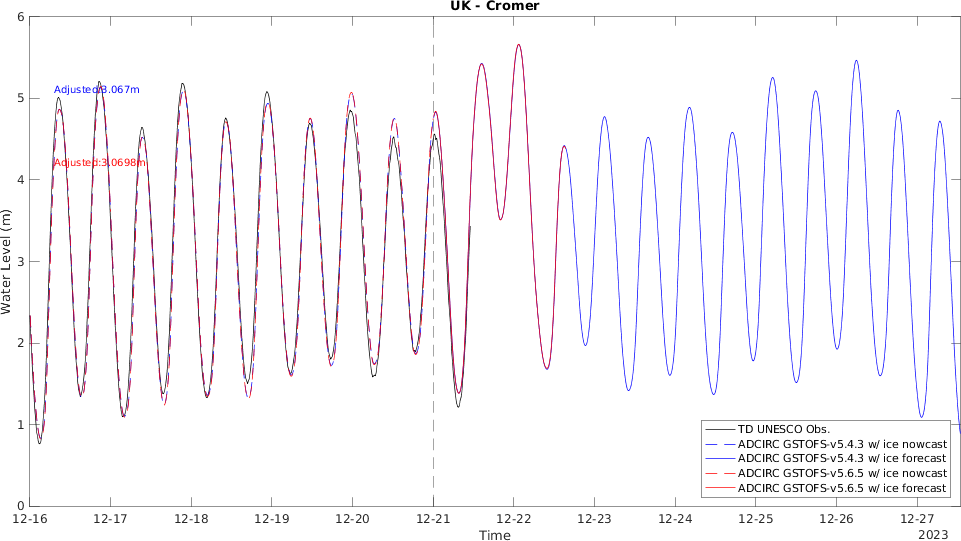 UK - Cromer
6
5
4
3
2
1
0
Water Level (m)
Adjusted:3.067m
Adjusted:3.0698m
TD UNESCO Obs.
ADCIRC GSTOFS-v5.4.3 w/ ice nowcast
ADCIRC GSTOFS-v5.4.3 w/ ice forecast
ADCIRC GSTOFS-v5.6.5 w/ ice nowcast
ADCIRC GSTOFS-v5.6.5 w/ ice forecast
12-16 12-17 12-18 12-19 12-20 12-21 12-22 12-23 12-24 12-25 12-26 12-27
Time
2023